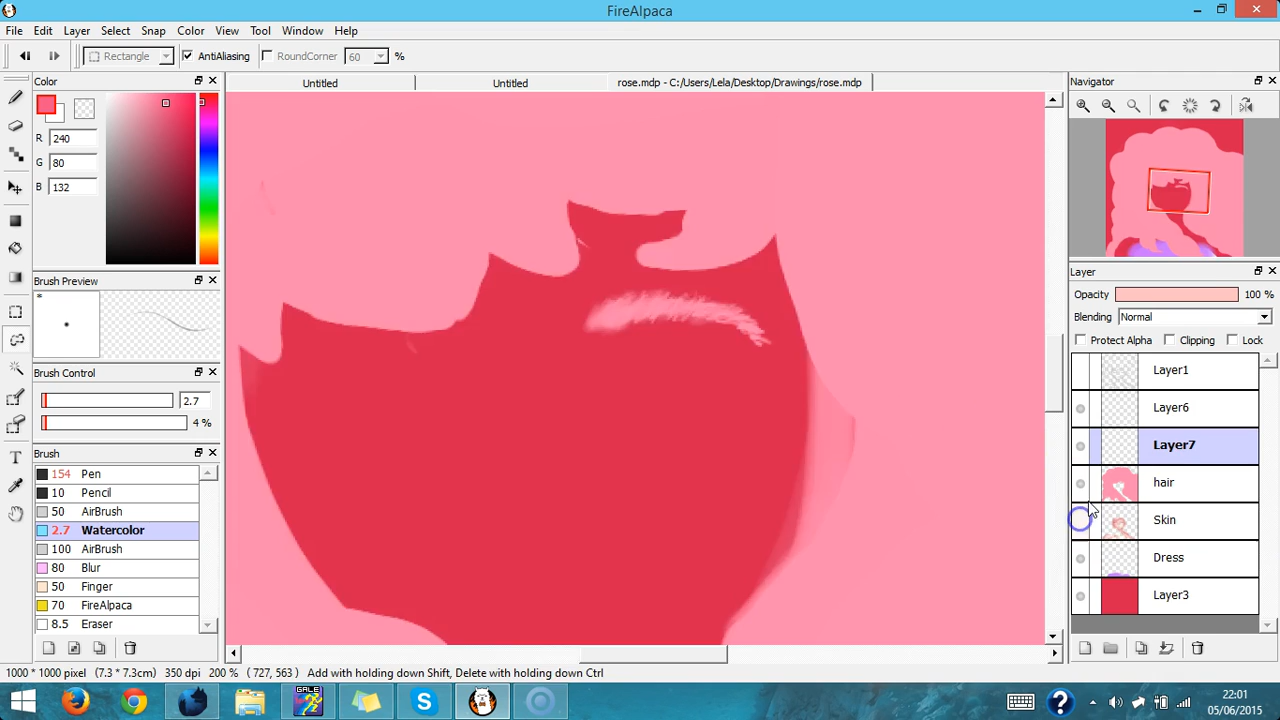 FireAlpaca
File Edit Layer Select Snap Color View Tool Window Help
Rectangle AntiAliasing RoundCorner 60 %
Color
Untitled Untitled rose.mdp - C:/Users/Lela/Desktop/Drawings/rose.mdp
Navigator
R 240
G 80
B 132
Brush Preview
*
Layer
Opacity 100 %
Blending Normal
Protect Alpha Clipping Lock
Brush Control
2.7
4 %
Brush
154 Pen
10 Pencil
50 AirBrush
2.7 Watercolor
100 AirBrush
80 Blur
50 Finger
70 FireAlpaca
8.5 Eraser
Layer1
Layer6
Layer7
hair
Skin
Dress
Layer3
1000 * 1000 pixel (7.3 * 7.3cm) 350 dpi 200 % ( 727, 563 ) Add with holding down Shift, Delete with holding down Ctrl
GALE
22:01
05/06/2015